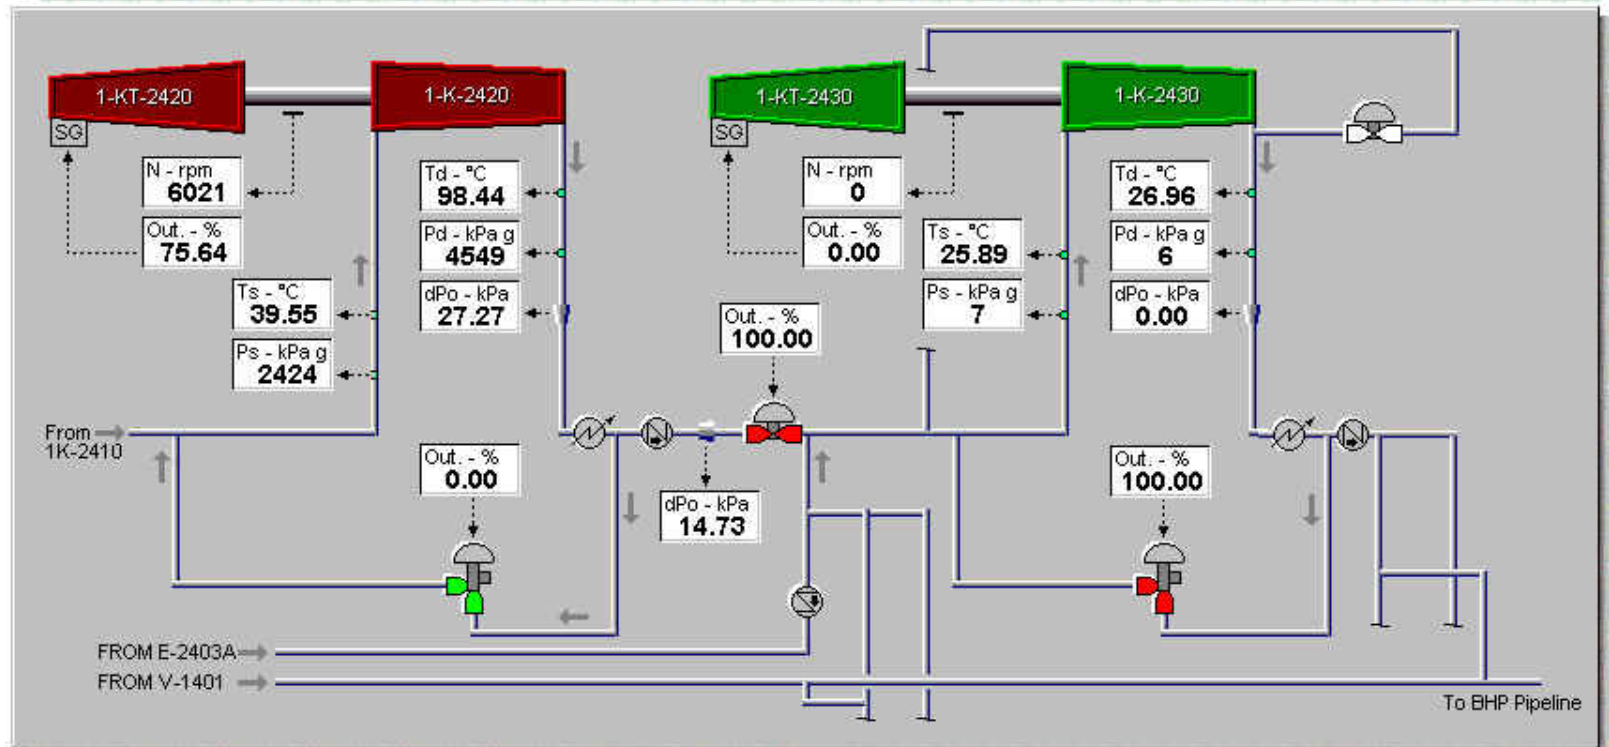 1-KT-2420
1-K-2420
1-KT-2430
1-K-2430
SG
SG
N - rpm
6021
Td - °C
98.44
N - rpm
0
Td - °C
26.96
Out. - %
75.64
Pd - kPa g
4549
Out. - %
0.00
Ts - °C
25.89
Pd - kPa g
6
Ts - °C
39.55
dPo - kPa
27.27
Out. - %
100.00
Ps - kPa g
7
dPo - kPa
0.00
Ps - kPa g
2424
From
1K-2410
Out. - %
0.00
dPo - kPa
14.73
Out. - %
100.00
FROM E-2403A
FROM V-1401
To BHP Pipeline